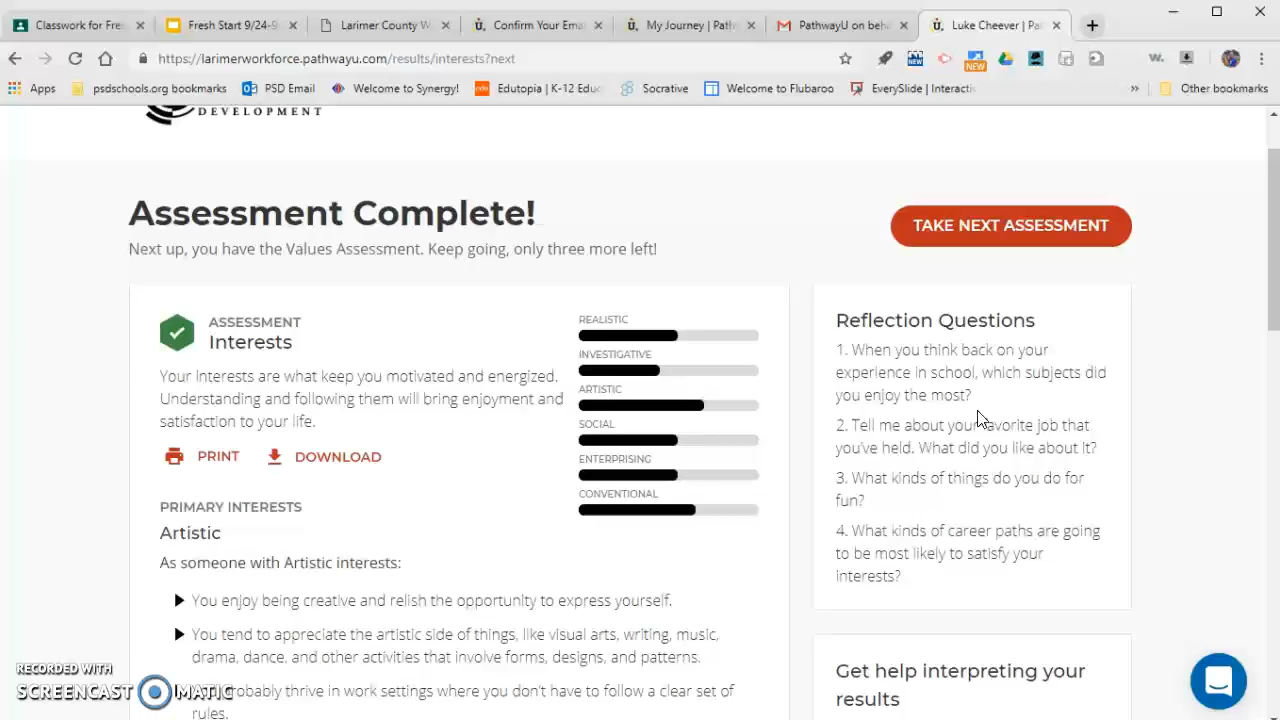 Classwork for Fre
Fresh Start 9/24-9
Larimer County W
Confirm Your Ema
My Journey | Path
PathwayU on beh
Luke Cheever | Pa
https://larimerworkforce.pathwayu.com/results/interests?next
NEW
NEW
Apps
psdschools.org bookmarks
PSD Email
Welcome to Synergy!
Edutopia | K-12 Edu
Socrative
Welcome to Flubaroo
EverySlide | Interacti
Other bookmarks
DEVELOPMENT
Assessment Complete!
Next up, you have the Values Assessment. Keep going, only three more left!
TAKE NEXT ASSESSMENT
ASSESSMENT
Interests
Your interests are what keep you motivated and energized.
Understanding and following them will bring enjoyment and
satisfaction to your life.
PRINT
DOWNLOAD
REALISTIC
INVESTIGATIVE
ARTISTIC
SOCIAL
ENTERPRISING
CONVENTIONAL
PRIMARY INTERESTS
Artistic
As someone with Artistic interests:
You enjoy being creative and relish the opportunity to express yourself.
You tend to appreciate the artistic side of things, like visual arts, writing, music,
drama, dance, and other activities that involve forms, designs, and patterns.
probably thrive in work settings where you don't have to follow a clear set of
rules.
Reflection Questions
1. When you think back on your
experience in school, which subjects did
you enjoy the most?
2. Tell me about your favorite job that
you've held. What did you like about it?
3. What kinds of things do you do for
fun?
4. What kinds of career paths are going
to be most likely to satisfy your
interests?
Get help interpreting your
results
RECORDED WITH
SCREENCAST MATIC